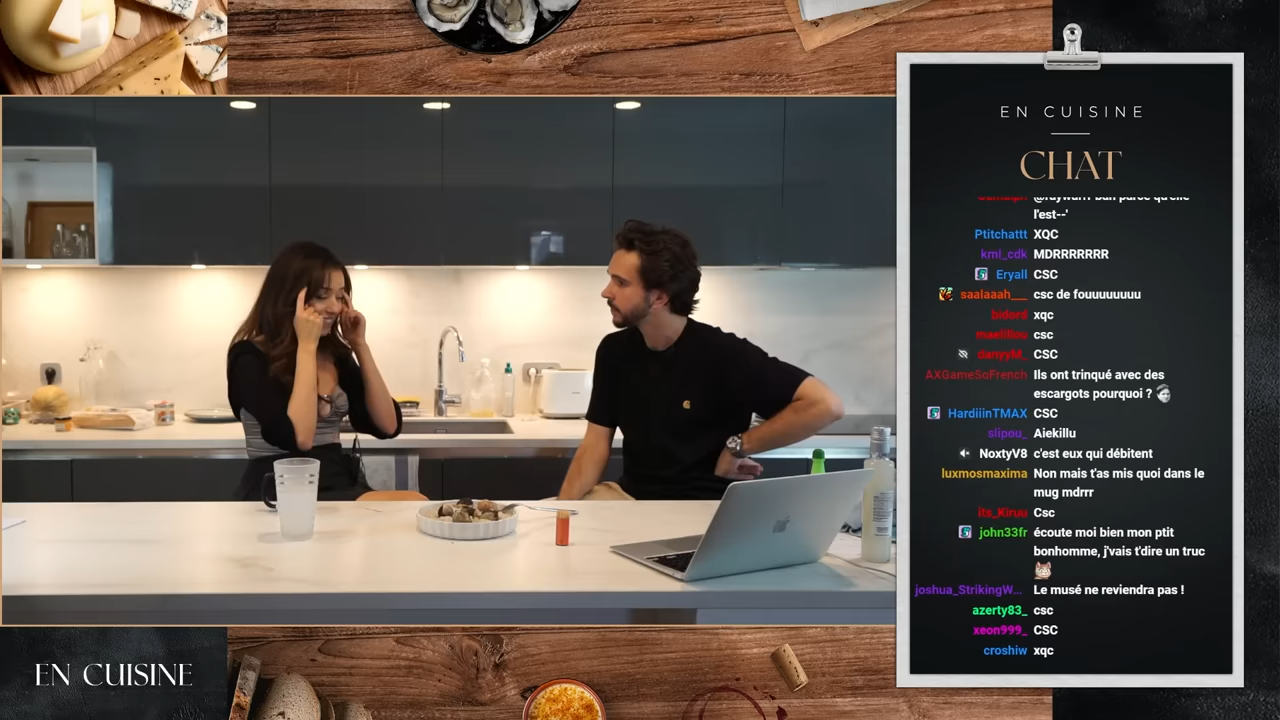 EN CUISINE
CHAT
l'est--'
Ptitchattt XQC
kml_cdk MDRRRRRRR
Eryall CSC
saalaaah___ csc de fouuuuuuuu
bidord xqc
maelillou csc
danyyM_ CSC
AXGameSoFrench Ils ont trinqué avec des
escargots pourquoi ?
HardiiinTMAX CSC
slipou_ Aiekillu
NoxtyV8 c'est eux qui débitent
luxmosmaxima Non mais t'as mis quoi dans le
mug mdrrr
its_Kiruu Csc
john33fr écoute moi bien mon ptit
bonhomme, j'vais t'dire un truc
joshua_StrikingW... Le musé ne reviendra pas !
azerty83_ csc
xeon999_ CSC
croshiw xqc
EN CUISINE